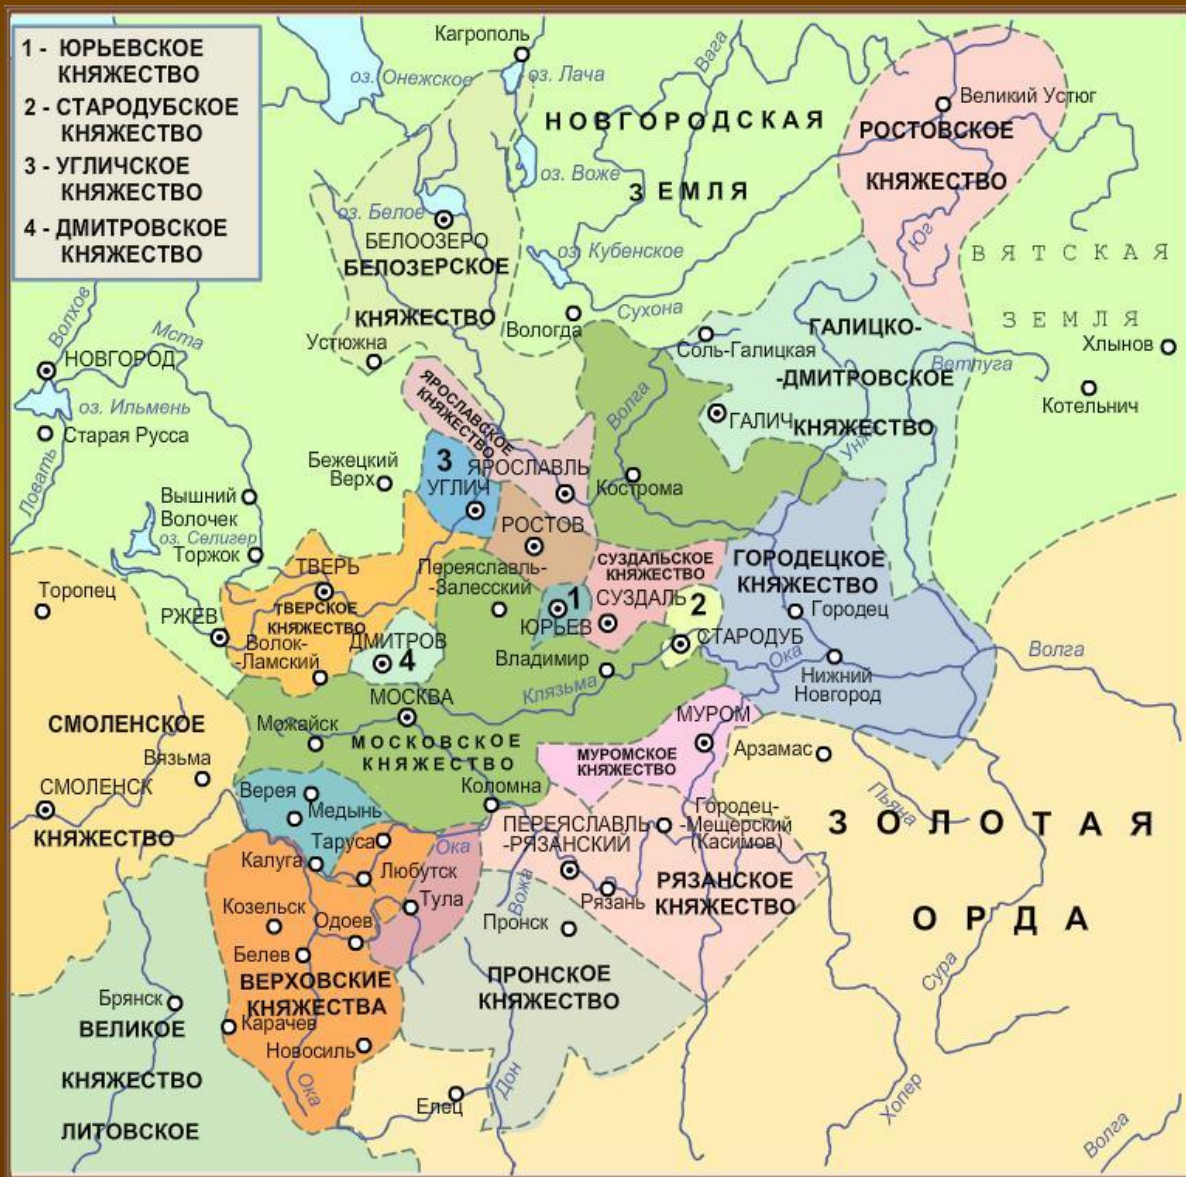 1 - ЮРЬЕВСКОЕ
КНЯЖЕСТВО
2 - СТАРОДУБСКОЕ
КНЯЖЕСТВО
3 - УГЛИЧСКОЕ
КНЯЖЕСТВО
4 - ДМИТРОВСКОЕ
КНЯЖЕСТВО
Кагрополь
оз. Онежское
оз. Лача
Вага
НОВГОРОДСКАЯ
ЗЕМЛЯ
Великий Устюг
РОСТОВСКОЕ
КНЯЖЕСТВО
оз. Воже
оз. Белое
БЕЛООЗЕРО
БЕЛОЗЕРСКОЕ
КНЯЖЕСТВО
оз. Кубенское
Юг
ВЯТСКАЯ
ЗЕМЛЯ
Волхов
Мста
Сухона
Вологда
Устюжна
Соль-Галицкая
ГАЛИЦКО-
-ДМИТРОВСКОЕ
КНЯЖЕСТВО
Ветлуга
Хлынов
Котельнич
НОВГОРОД
оз. Ильмень
Старая Русса
Ловать
ЯРОСЛАВСКОЕ
КНЯЖЕСТВО
Волга
ГАЛИЧ
Унжа
Бежецкий
Верх
3
УГЛИЧ
ЯРОСЛАВЛЬ
Кострома
Вышний
Волочек
оз. Селигер
Торжок
РОСТОВ
Торопец
РЖЕВ
ТВЕРЬ
ТВЕРСКОЕ
КНЯЖЕСТВО
Переяславль-
-Залесский
СУЗДАЛЬСКОЕ
КНЯЖЕСТВО
СУЗДАЛЬ
ГОРОДЕЦКОЕ
КНЯЖЕСТВО
Городец
1
ЮРЬЕВ
2
СТАРОДУБ
Волок-
-Ламский
ДМИТРОВ
4
Владимир
Клязьма
Ока
Нижний
Новгород
Волга
МОСКВА
Можайск
МОСКОВСКОЕ
КНЯЖЕСТВО
МУРОМ
МУРОМСКОЕ
КНЯЖЕСТВО
Арзамас
Пьяна
СМОЛЕНСКОЕ
Вязьма
СМОЛЕНСК
КНЯЖЕСТВО
Верея
Медынь
Коломна
Таруса
Ока
Калуга
Любутск
ПЕРЕЯСЛАВЛЬ
-РЯЗАНСКИЙ
Городец-
-Мещерский
(Касимов)
ЗОЛОТАЯ
ОРДА
Вожа
Рязань
РЯЗАНСКОЕ
КНЯЖЕСТВО
Козельск
Одоев
Тула
Белев
Пронск
ПРОНСКОЕ
КНЯЖЕСТВО
Сура
ВЕРХОВСКИЕ
КНЯЖЕСТВА
Брянск
ВЕЛИКОЕ
КНЯЖЕСТВО
ЛИТОВСКОЕ
Карачев
Новосиль
Ока
Елец
Дон
Хопер
Волга